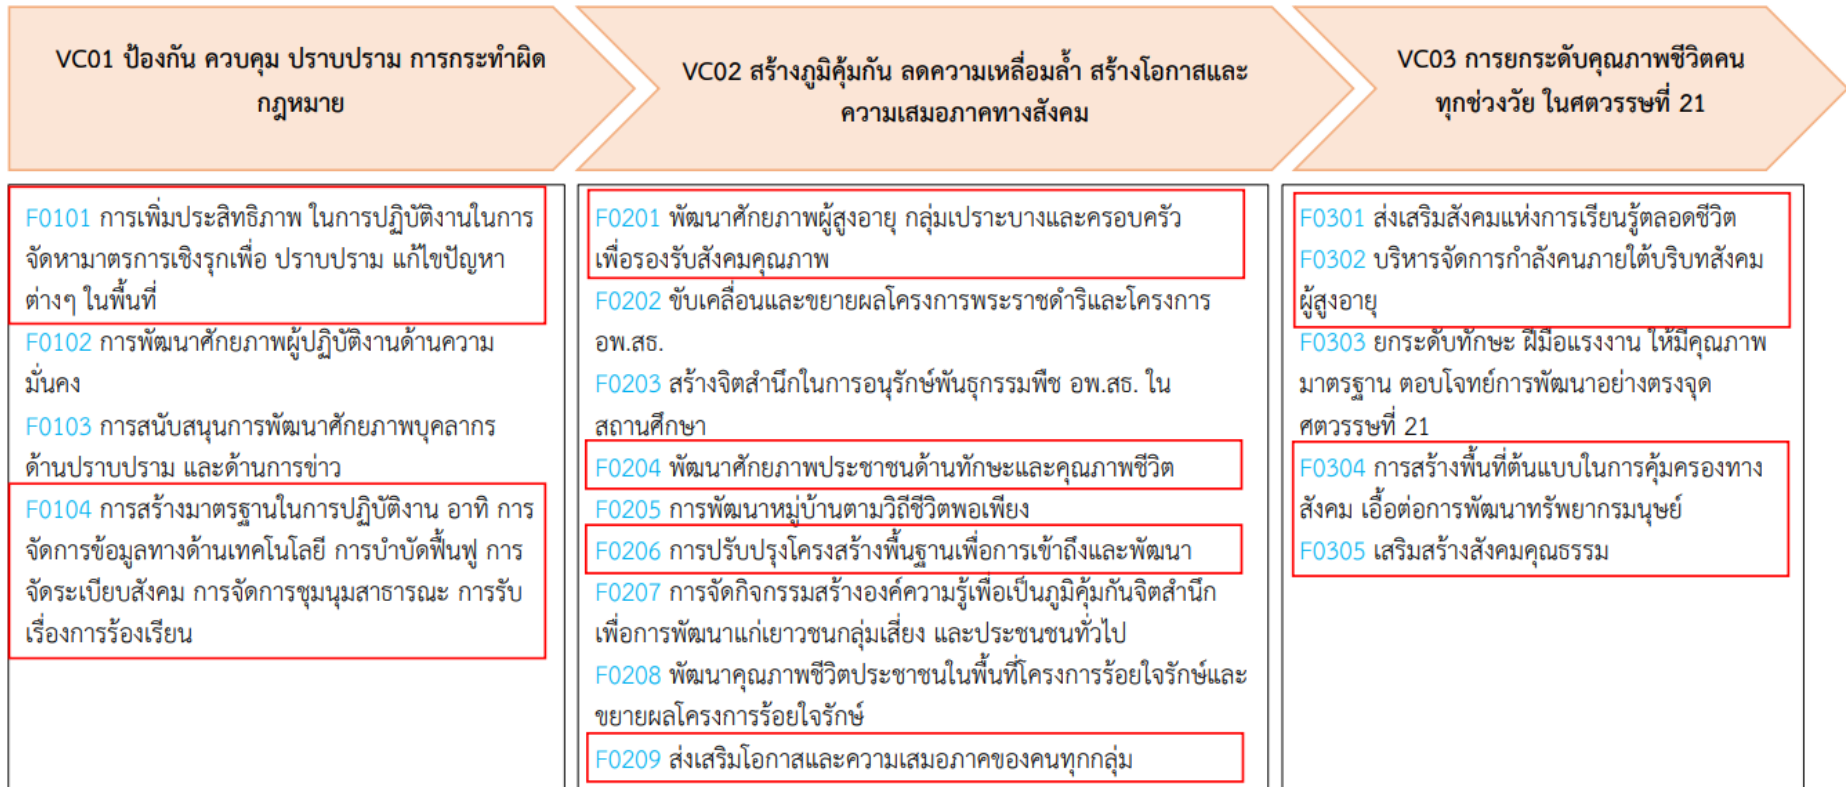 VC01 ป้องกัน ควบคุม ปราบปราม การกระทำผิด
กฎหมาย
VC02 สร้างภูมิคุ้มกัน ลดความเหลื่อมล้ำ สร้างโอกาสและ
ความเสมอภาคทางสังคม
VC03 การยกระดับคุณภาพชีวิตคน
ทุกช่วงวัย ในศตวรรษที่ 21
F0101 การเพิ่มประสิทธิภาพ ในการปฏิบัติงานในการ
จัดหามาตรการเชิงรุกเพื่อ ปราบปราม แก้ไขปัญหา
ต่างๆ ในพื้นที่
F0102 การพัฒนาศักยภาพผู้ปฏิบัติงานด้านความ
มั่นคง
F0103 การสนับสนุนการพัฒนาศักยภาพบุคลากร
ด้านปราบปราม และด้านการข่าว
F0104 การสร้างมาตรฐานในการปฏิบัติงาน อาทิ การ
จัดการข้อมูลทางด้านเทคโนโลยี การบำบัดฟื้นฟู การ
จัดระเบียบสังคม การจัดการชุมนุมสาธารณะ การรับ
เรื่องการร้องเรียน
F0201 พัฒนาศักยภาพผู้สูงอายุ กลุ่มเปราะบางและครอบครัว
เพื่อรองรับสังคมคุณภาพ
F0202 ขับเคลื่อนและขยายผลโครงการพระราชดำริและโครงการ
อพ.สธ.
F0203 สร้างจิตสำนึกในการอนุรักษ์พันธุกรรมพืช อพ.สธ. ใน
สถานศึกษา
F0204 พัฒนาศักยภาพประชาชนด้านทักษะและคุณภาพชีวิต
F0205 การพัฒนาหมู่บ้านตามวิถีชีวิตพอเพียง
F0206 การปรับปรุงโครงสร้างพื้นฐานเพื่อการเข้าถึงและพัฒนา
F0207 การจัดกิจกรรมสร้างองค์ความรู้เพื่อเป็นภูมิคุ้มกันจิตสำนึก
เพื่อการพัฒนาแก่เยาวชนกลุ่มเสี่ยง และประชนชนทั่วไป
F0208 พัฒนาคุณภาพชีวิตประชาชนในพื้นที่โครงการร้อยใจรักษ์และ
ขยายผลโครงการร้อยใจรักษ์
F0209 ส่งเสริมโอกาสและความเสมอภาคของคนทุกกลุ่ม
F0301 ส่งเสริมสังคมแห่งการเรียนรู้ตลอดชีวิต
F0302 บริหารจัดการกำลังคนภายใต้บริบทสังคม
ผู้สูงอายุ
F0303 ยกระดับทักษะ ฝีมือแรงงาน ให้มีคุณภาพ
มาตรฐาน ตอบโจทย์การพัฒนาอย่างตรงจุด
ศตวรรษที่ 21
F0304 การสร้างพื้นที่ต้นแบบในการคุ้มครองทาง
สังคม เอื้อต่อการพัฒนาทรัพยากรมนุษย์
F0305 เสริมสร้างสังคมคุณธรรม